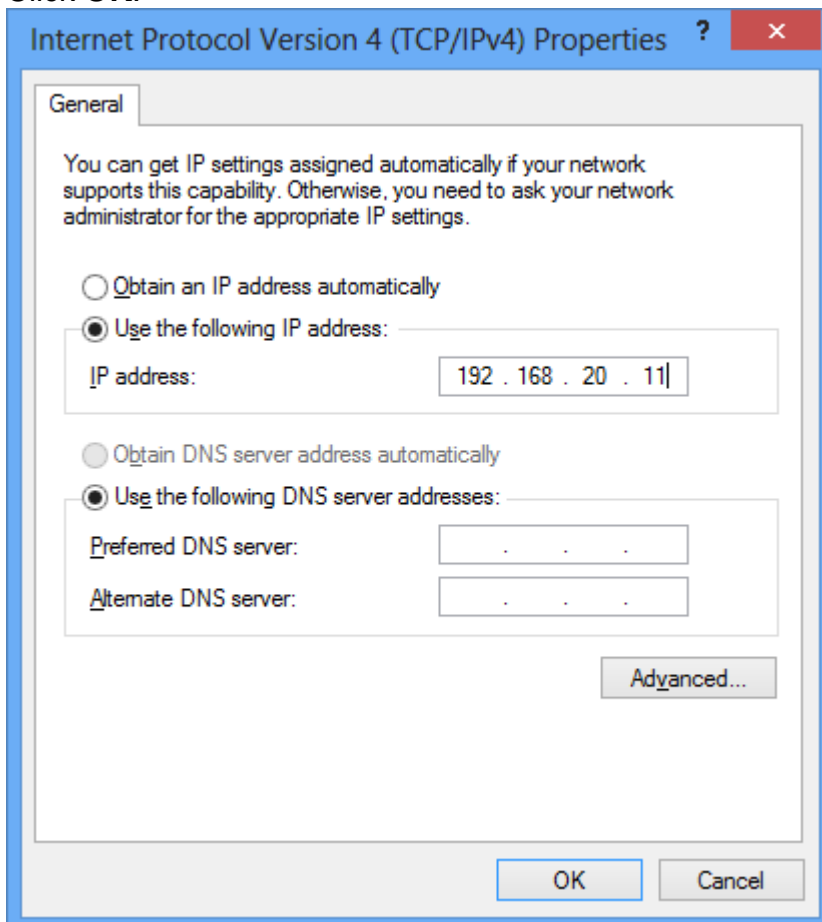 Click OK.
Internet Protocol Version 4 (TCP/IPv4) Properties ? ×
General
You can get IP settings assigned automatically if your network
supports this capability. Otherwise, you need to ask your network
administrator for the appropriate IP settings.
Obtain an IP address automatically
Use the following IP address:
IP address: 192 . 168 . 20 . 11
Obtain DNS server address automatically
Use the following DNS server addresses:
Preferred DNS server: . . .
Alternate DNS server: . . .
Advanced...
OK Cancel